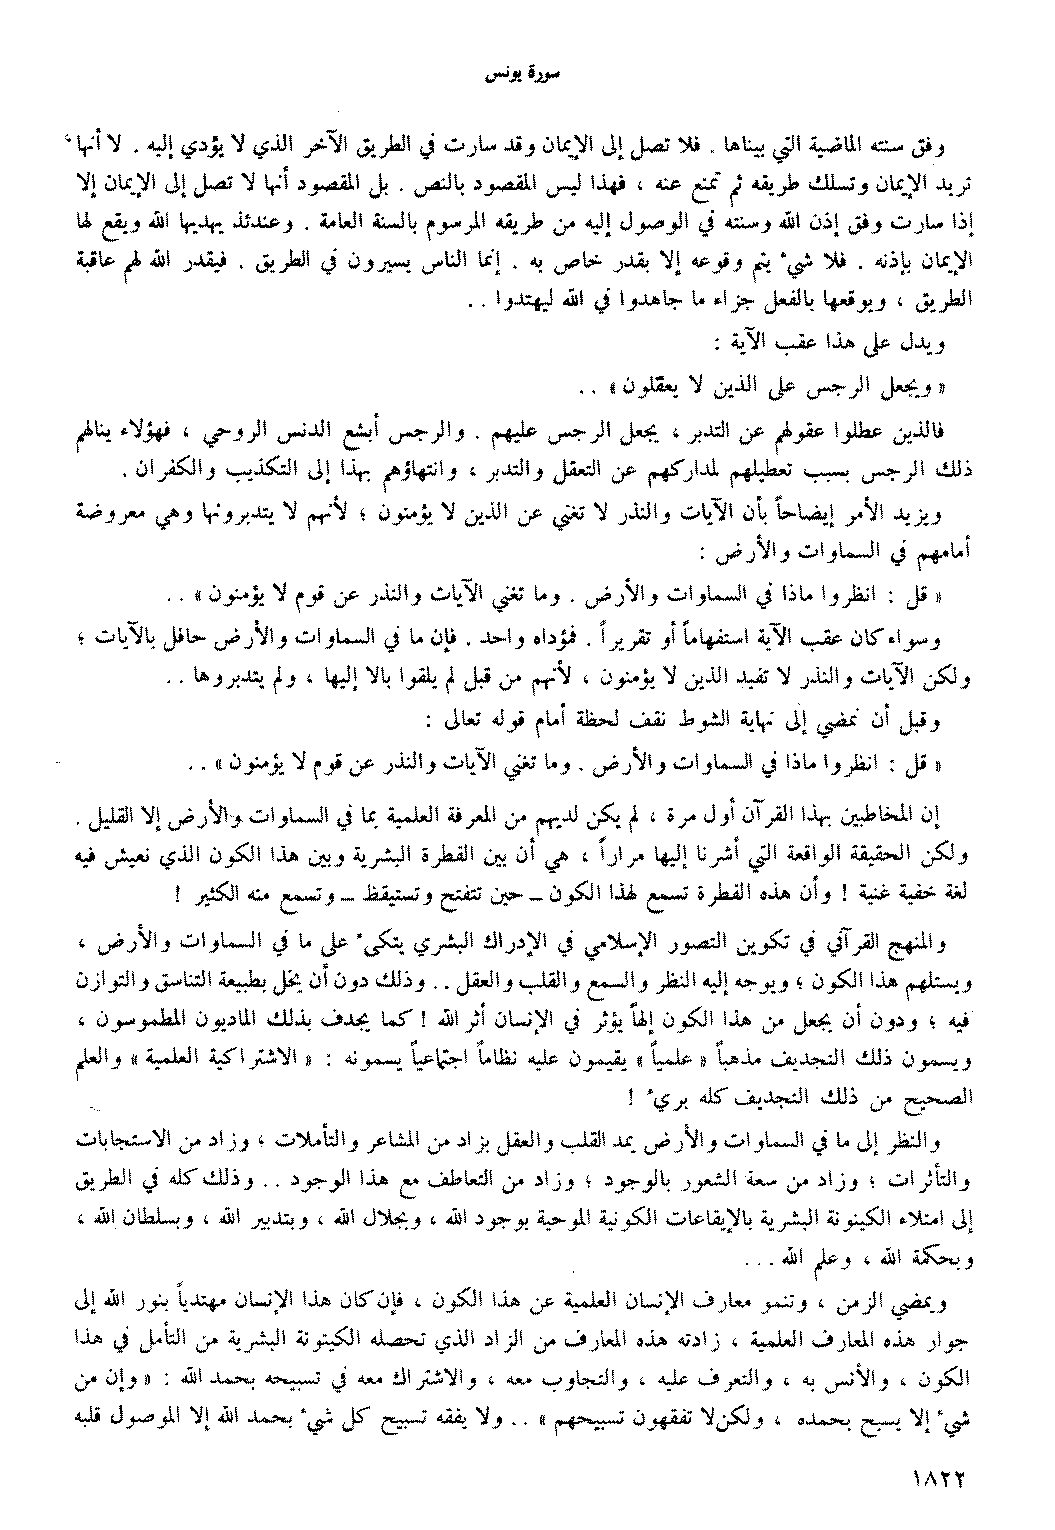 سورة يونس
وفق سنته الماضية التي بيناها . فلا تصل إلى الإيمان وقد سارت في الطريق الآخر الذي لا يؤدي إليه . لا أنها
تريد الإيمان وتسلك طريقه ثم تمنع عنه ، فهذا ليس المقصود بالنص . بل المقصود أنها لا تصل إلى الإيمان إلا
إذا سارت وفق إذن الله وسنته في الوصول إليه من طريقه المرسوم بالسنة العامة . وعندئذ يهديها الله ويقع لها
الإيمان بإذنه . فلا شيء يتم وقوعه إلا بقدر خاص به . إنما الناس يسيرون في الطريق . فيقدر الله لهم عاقبة
الطريق ، ويوقعها بالفعل جزاء ما جاهدوا في الله ليهتدوا . .
ويدل على هذا عقب الآية :
« ويجعل الرجس على الذين لا يعقلون » . .
فالذين عطلوا عقولهم عن التدبر ، يجعل الرجس عليهم . والرجس أبشع الدنس الروحي ، فهؤلاء ينالهم
ذلك الرجس بسبب تعطيلهم لمداركهم عن التعقل والتدبر ، وانتهاؤهم بهذا إلى التكذيب والكفران .
ويزيد الأمر إيضاحاً بأن الآيات والنذر لا تغني عن الذين لا يؤمنون ؛ لأنهم لا يتدبرونها وهي معروضة
أمامهم في السماوات والأرض :
« قل : انظروا ماذا في السماوات والأرض . وما تغني الآيات والنذر عن قوم لا يؤمنون » . .
وسواء كان عقب الآية استفهاماً أو تقريراً . فمؤداه واحد . فإن ما في السماوات والأرض حافل بالآيات ؛
ولكن الآيات والنذر لا تفيد الذين لا يؤمنون ، لأنهم من قبل لم يلقوا بالا إليها ، ولم يتدبروها . .
وقبل أن نمضي إلى نهاية الشوط نقف لحظة أمام قوله تعالى :
« قل : انظروا ماذا في السماوات والأرض . وما تغني الآيات والنذر عن قوم لا يؤمنون » . .
إن المخاطبين بهذا القرآن أول مرة ، لم يكن لديهم من المعرفة العلمية بما في السماوات والأرض إلا القليل .
ولكن الحقيقة الواقعة التي أشرنا إليها مراراً ، هي أن بين الفطرة البشرية وبين هذا الكون الذي نعيش فيه
لغة خفية غنية ! وأن هذه الفطرة تسمع لهذا الكون – حين تتفتح وتستيقظ – وتسمع منه الكثير !
والمنهج القرآني في تكوين التصور الإسلامي في الإدراك البشري يتكىء على ما في السماوات والأرض ،
ويستلهم هذا الكون ؛ ويوجه إليه النظر والسمع والقلب والعقل . . وذلك دون أن يخل بطبيعة التناسق والتوازن
فيه ؛ ودون أن يجعل من هذا الكون إلهاً يؤثر في الإنسان أثر الله ! كما يجدف بذلك الماديون المطموسون ،
ويسمون ذلك التجديف مذهباً « علمياً » يقيمون عليه نظاماً اجتماعياً يسمونه : « الاشتراكية العلمية » والعلم
الصحيح من ذلك التجديف كله بريء !
والنظر إلى ما في السماوات والأرض يمد القلب والعقل بزاد من المشاعر والتأملات ؛ وزاد من الاستجابات
والتأثرات ؛ وزاد من سعة الشعور بالوجود ؛ وزاد من التعاطف مع هذا الوجود . . وذلك كله في الطريق
إلى امتلاء الكينونة البشرية بالإيقاعات الكونية الموحية بوجود الله ، وبجلال الله ، وبتدبير الله ، وبسلطان الله ،
وبحكمة الله ، وعلم الله . . .
ويمضي الزمن ، وتنمو معارف الإنسان العلمية عن هذا الكون ، فإن كان هذا الإنسان مهتدياً بنور الله إلى
جوار هذه المعارف العلمية ، زادته هذه المعارف من الزاد الذي تحصله الكينونة البشرية من التأمل في هذا
الكون ، والأنس به ، والتعرف عليه ، والتجاوب معه ، والاشتراك معه في تسبيحه بحمد الله : « وإن من
شيء إلا يسبح بحمده ، ولكن لا تفقهون تسبيحهم » . . ولا يفقه تسبيح كل شيء بحمد الله إلا الموصول قلبه
١٨٢٢